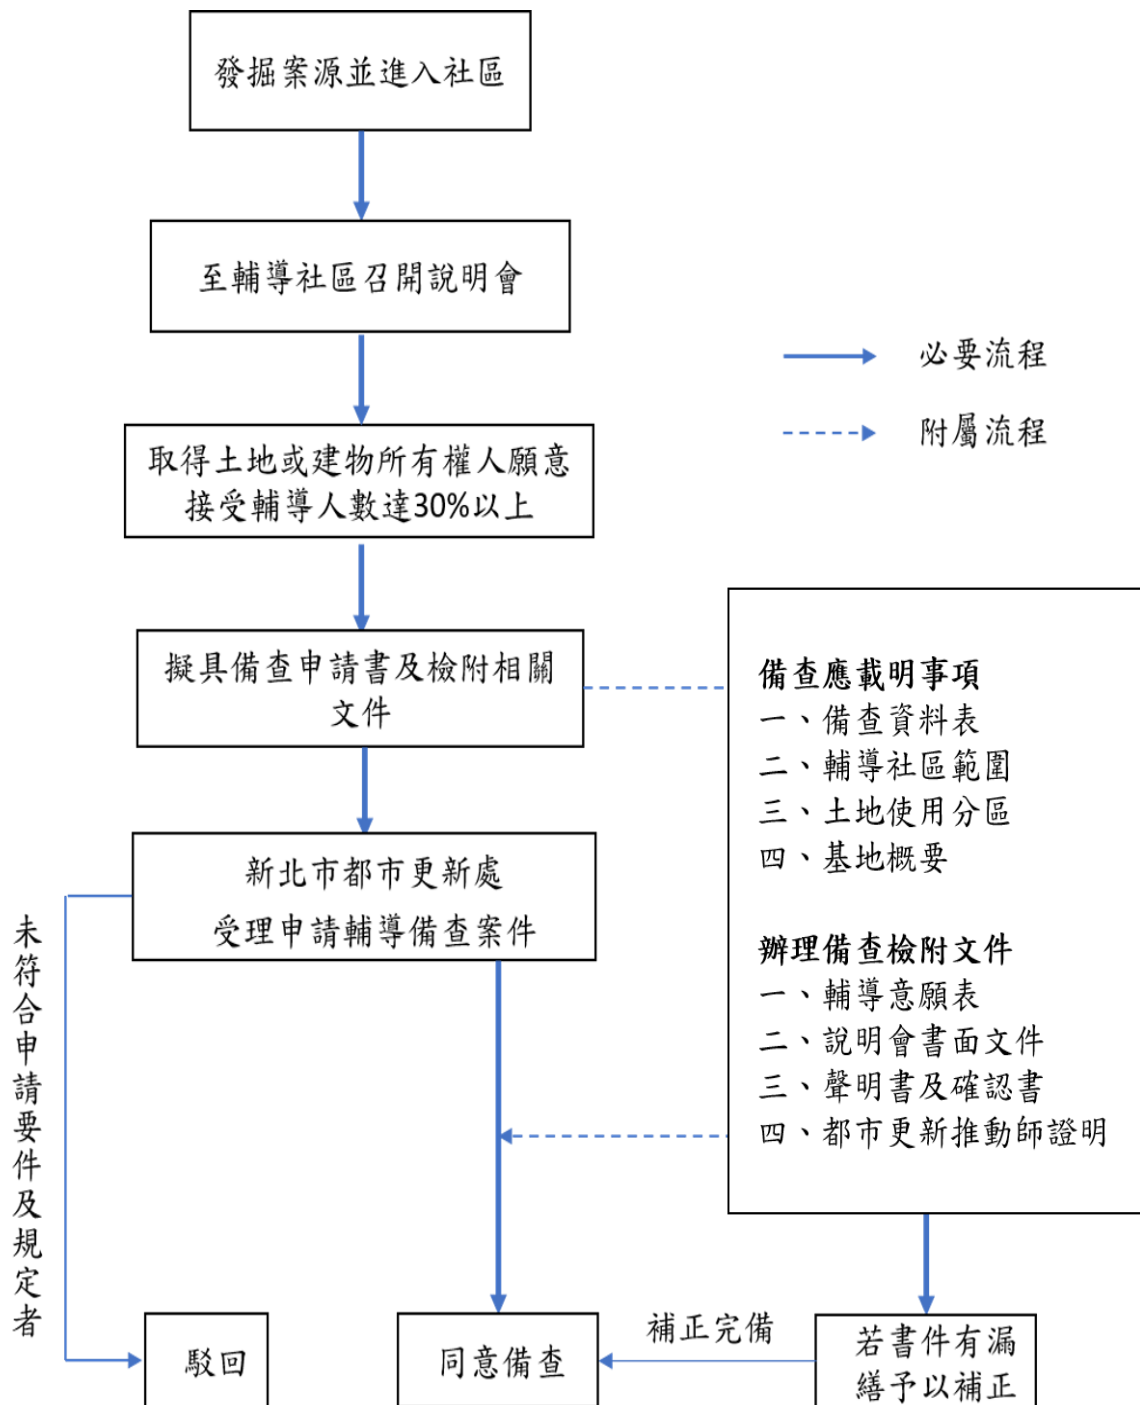 發掘案源並進入社區
至輔導社區召開說明會
必要流程
附屬流程
取得土地或建物所有權人願意
接受輔導人數達30%以上
擬具備查申請書及檢附相關
文件
備查應載明事項
一、備查資料表
二、輔導社區範圍
三、土地使用分區
四、基地概要
辦理備查檢附文件
一、輔導意願表
二、說明會書面文件
三、聲明書及確認書
四、都市更新推動師證明
新北市都市更新處
受理申請輔導備查案件
未符合申請要件及規定者
駁回
同意備查
補正完備
若書件有漏
繕予以補正